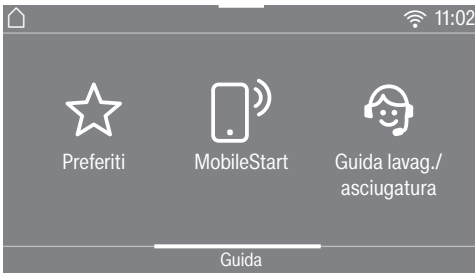 11:02
Preferiti
MobileStart
Guida lavag./
asciugatura
Guida